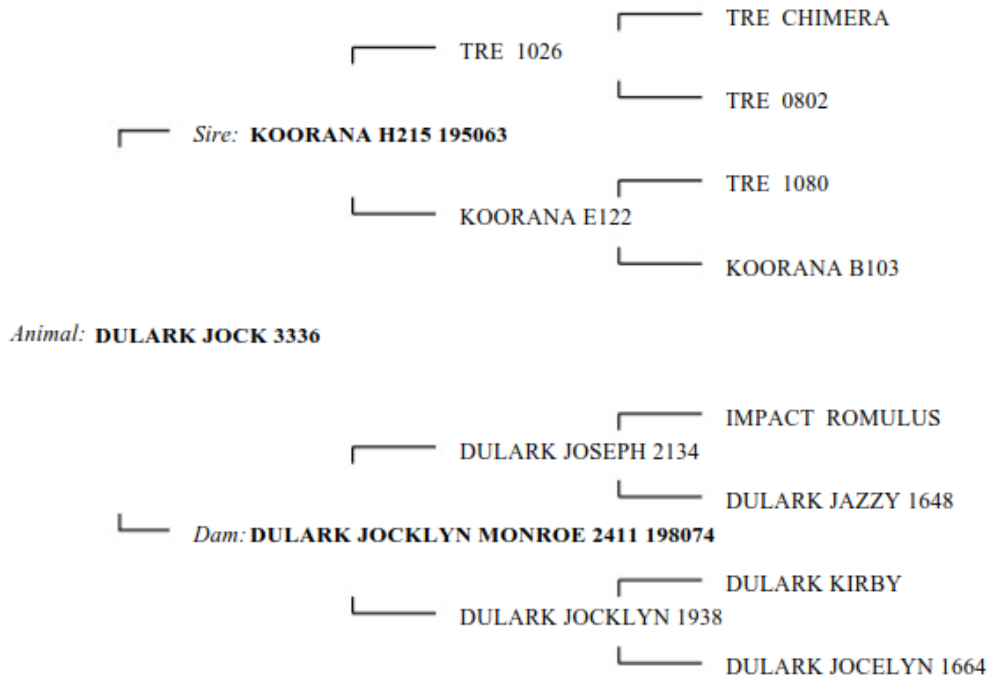 TRE CHIMERA
TRE 1026
TRE 0802
Sire: KOORANA H215 195063
TRE 1080
KOORANA E122
KOORANA B103
Animal: DULARK JOCK 3336
IMPACT ROMULUS
DULARK JOSEPH 2134
DULARK JAZZY 1648
Dam: DULARK JOCKLYN MONROE 2411 198074
DULARK KIRBY
DULARK JOCKLYN 1938
DULARK JOCELYN 1664